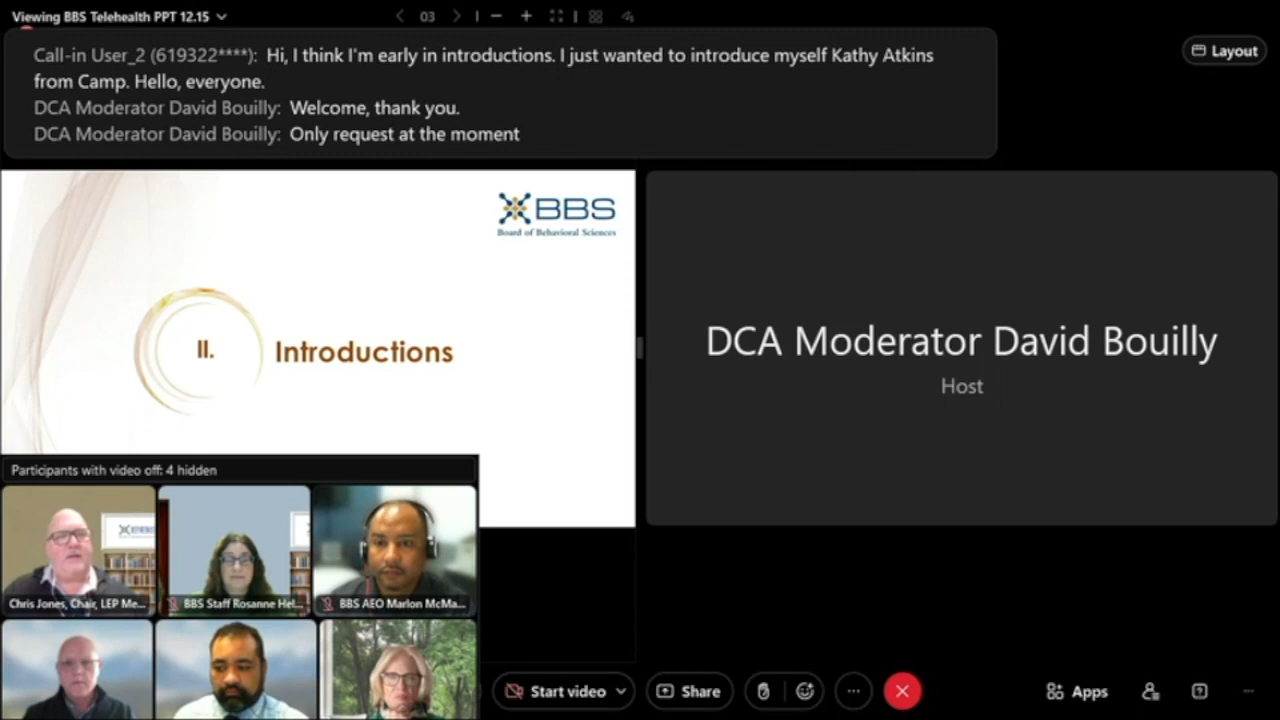 Viewing BBS Telehealth PPT 12.15
03
Call-in User_2 (619322****): Hi, I think I'm early in introductions. I just wanted to introduce myself Kathy Atkins
from Camp. Hello, everyone.
DCA Moderator David Bouilly: Welcome, thank you.
DCA Moderator David Bouilly: Only request at the moment
Layout
BBS
Board of Behavioral Sciences
II. Introductions
DCA Moderator David Bouilly
Host
Participants with video off: 4 hidden
BBS
Chris Jones, Chair, LEP Me...
BBS Staff Rosanne Hel...
BBS AEO Marlon McMa...
Start video
Share
Apps